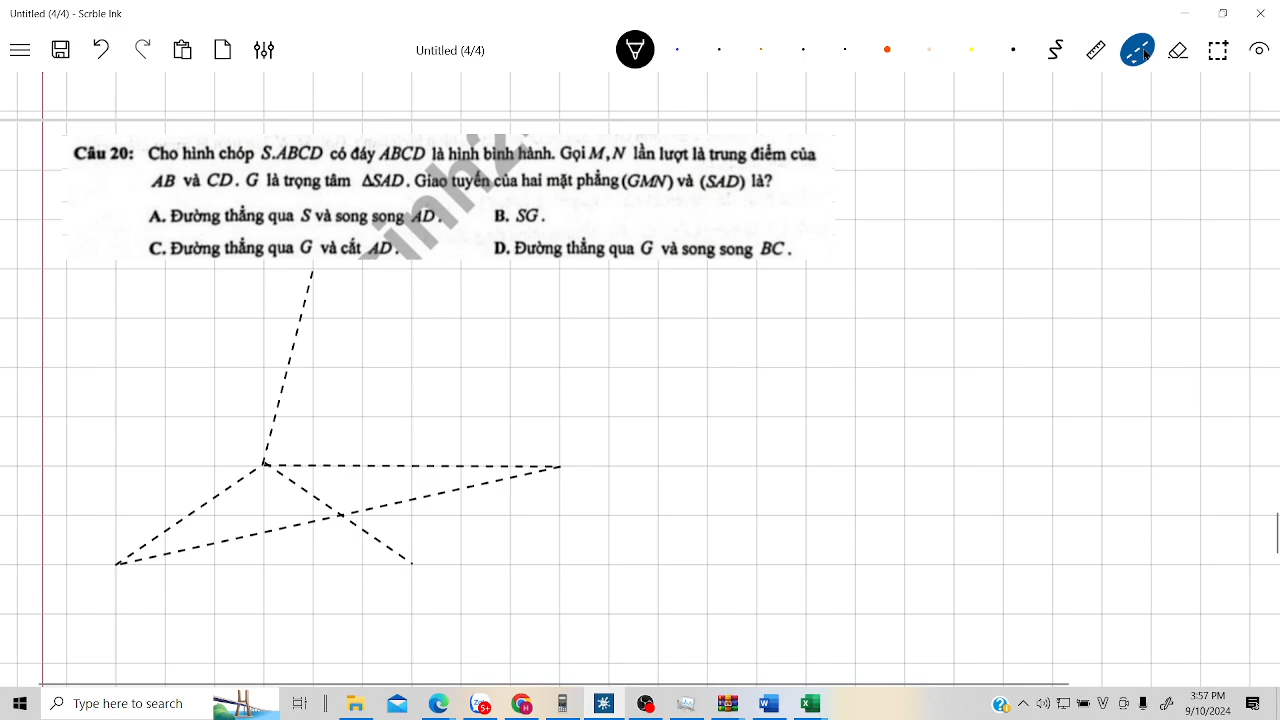 Untitled (4/4) - Scrble Ink
Untitled (4/4)
Câu 20: Cho hình chóp S.ABCD có đáy ABCD là hình bình hành. Gọi M, N lần lượt là trung điểm của
AB và CD. G là trọng tâm ΔSAD. Giao tuyến của hai mặt phẳng (GMN) và (SAD) là?
A. Đường thẳng qua S và song song AD. B. SG.
C. Đường thẳng qua G và cắt AD. D. Đường thẳng qua G và song song BC.
inh2
Type here to search
5+
3:57 PM
9/10/2024